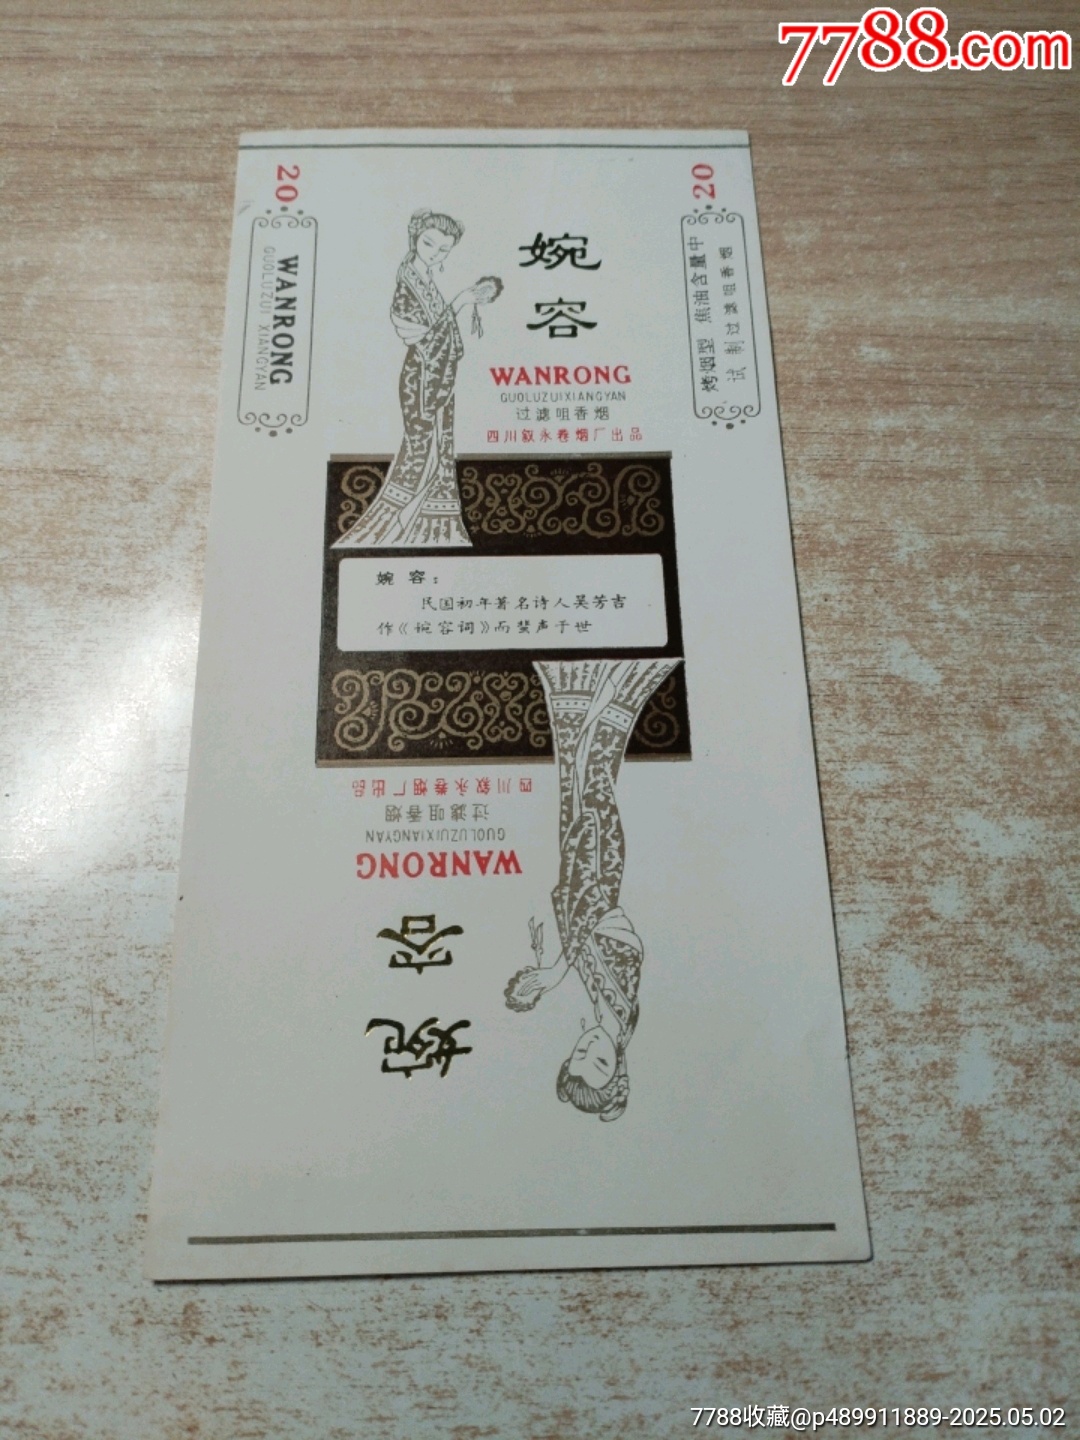 7788.com
20
WANRONG
GUOLUZUI XIANGYAN
20
烤烟型 焦油含量中
试制过滤咀香烟
婉
容
WANRONG
GUOLUZUIXIANGYAN
过滤咀香烟
四川叙永卷烟厂出品
婉容：
民国初年著名诗人吴芳吉
作《婉容词》而蜚声于世
四川叙永卷烟厂出品
过滤咀香烟
GUOLUZUIXIANGYAN
WANRONG
容
婉
7788收藏@p489911889-2025.05.02